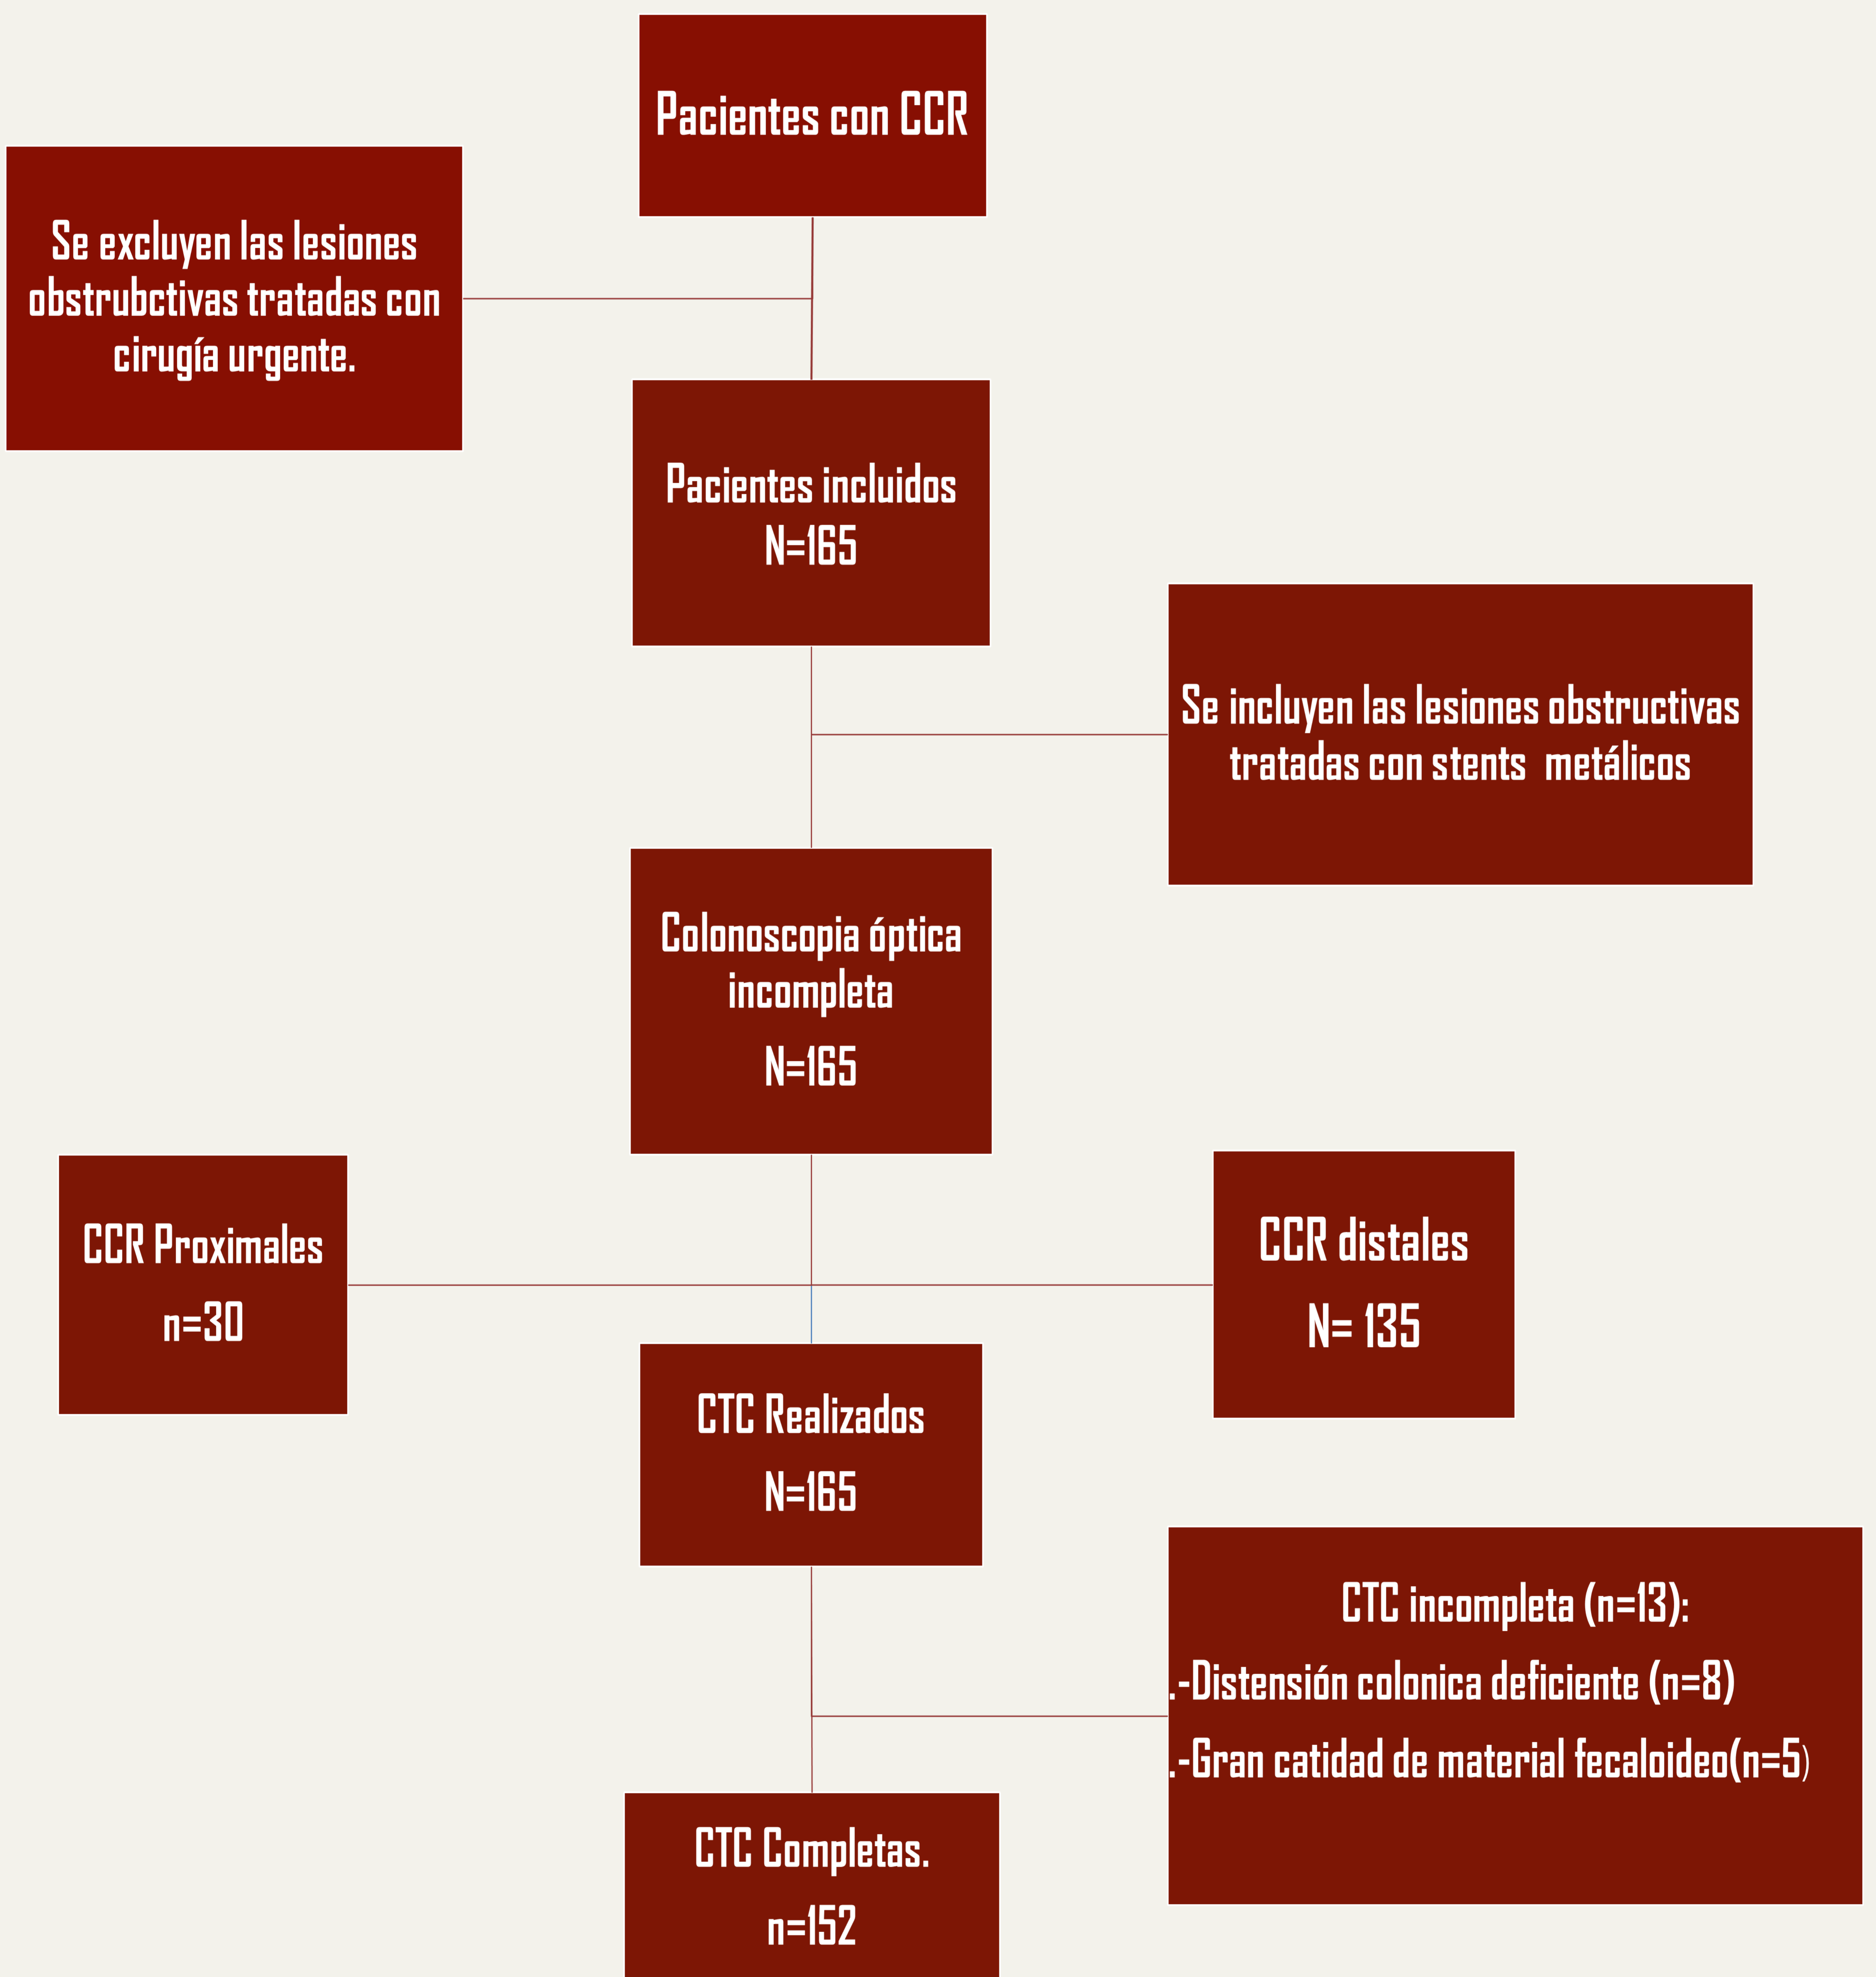 Pacientes con CCR
Se excluyen las lesiones
obstrubctivas tratadas con
cirugía urgente.
Pacientes incluidos
N=165
Se incluyen las lesiones obstructivas
tratadas con stents metálicos
Colonoscopia óptica
incompleta
N=165
CCR Proximales
n=30
CCR distales
N= 135
CTC Realizados
N=165
CTC incompleta (n=13):
.-Distensión colonica deficiente (n=8)
.-Gran catidad de material fecaloideo(n=5)
CTC Completas.
n=152